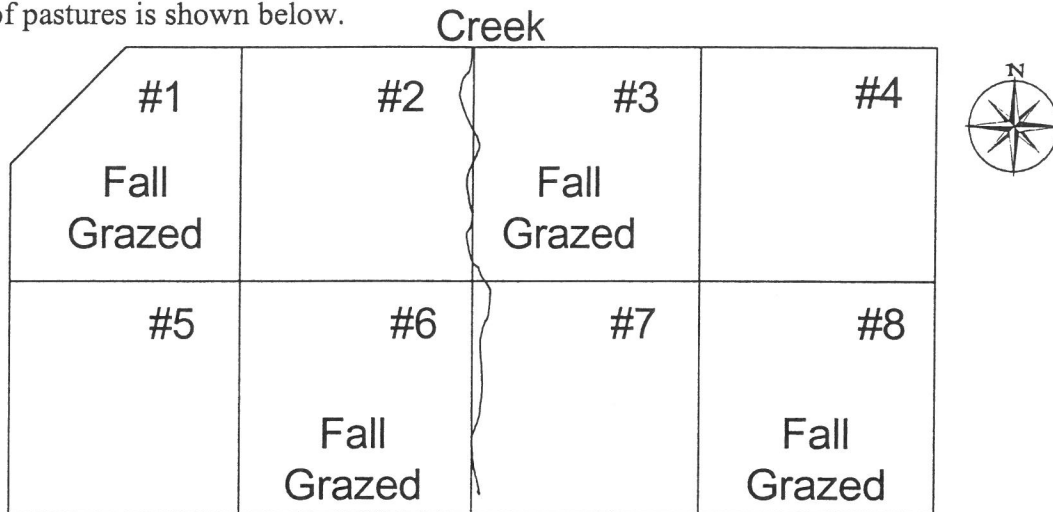 of pastures is shown below.
Creek
N
#1
#2
#3
#4
Fall
Grazed
Fall
Grazed
#5
#6
#7
#8
Fall
Grazed
Fall
Grazed